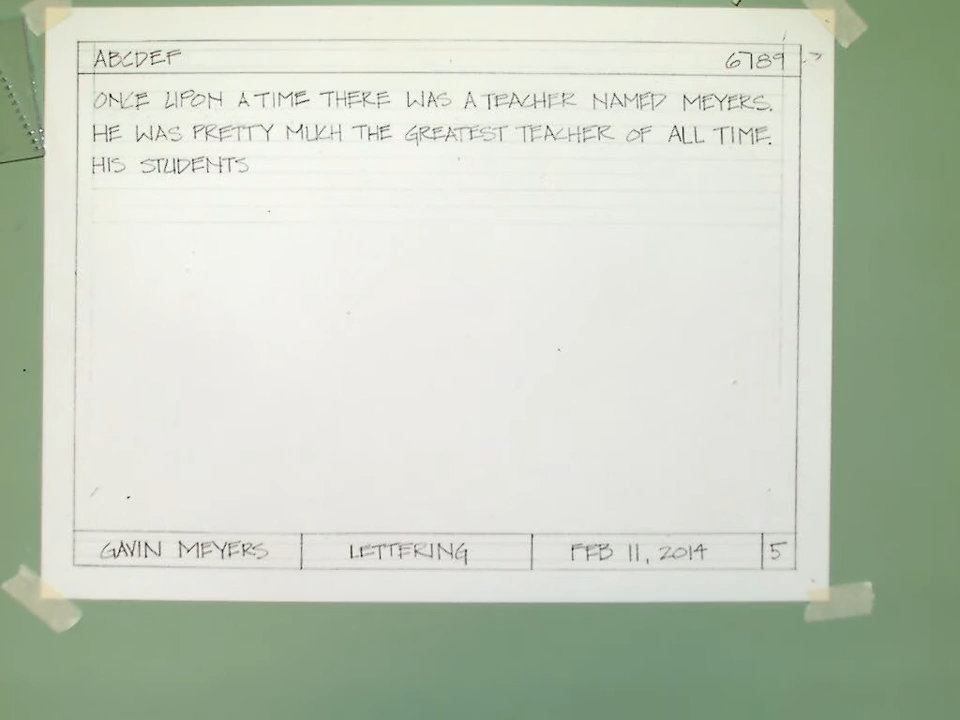 ABCDEF 6789
ONCE UPON A TIME THERE WAS A TEACHER NAMED MEYERS.
HE WAS PRETTY MUCH THE GREATEST TEACHER OF ALL TIME.
HIS STUDENTS
GAVIN MEYERS LETTERING FEB 11, 2014 5